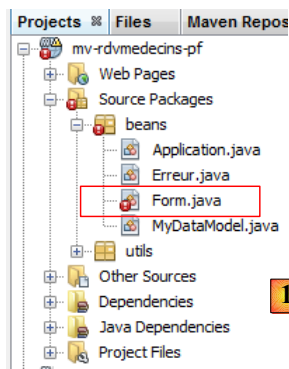 Projects Files Maven Repos
mv-rdvmedecins-pf
Web Pages
Source Packages
beans
Application.java
Erreur.java
Form.java
MyDataModel.java
utils
Other Sources
1
Dependencies
Java Dependencies
Project Files